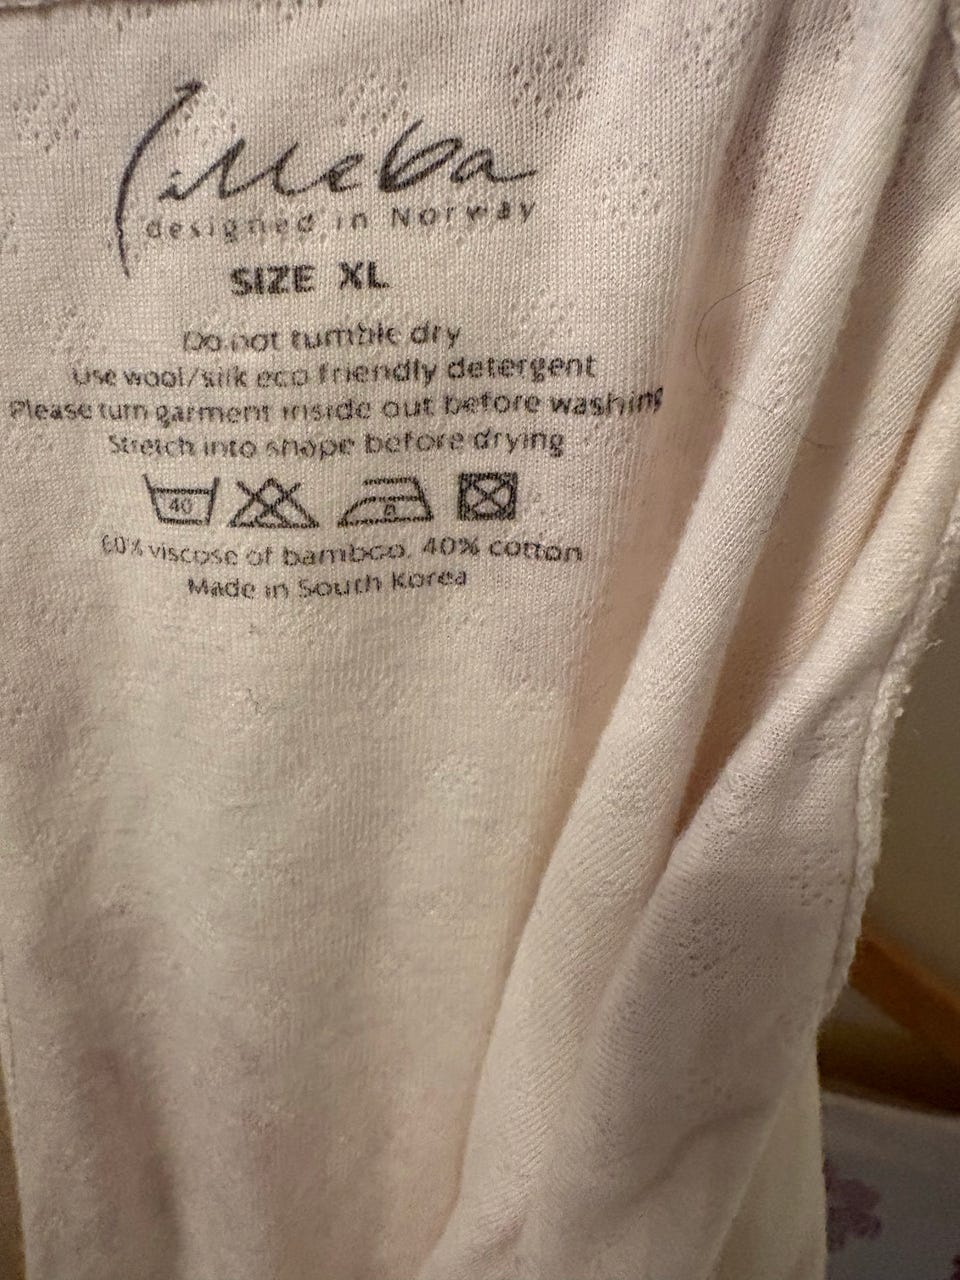 Lilleba
designed in Norway
SIZE XL
Do not tumble dry
Use wool/silk eco friendly detergent
Please turn garment inside out before washing
Stretch into shape before drying
40
60% viscose of bamboo, 40% cotton
Made in South Korea